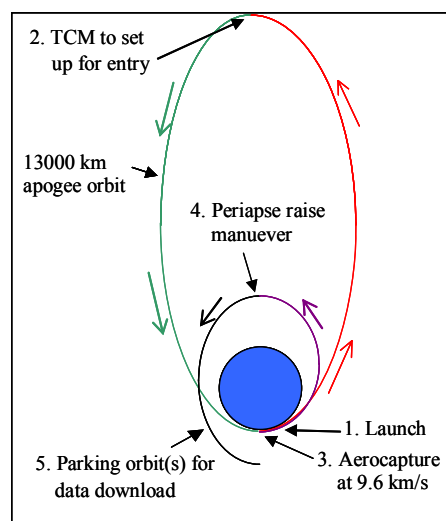 2. TCM to set
up for entry
13000 km
apogee orbit
4. Periapse raise
manuever
1. Launch
3. Aerocapture
at 9.6 km/s
5. Parking orbit(s) for
data download